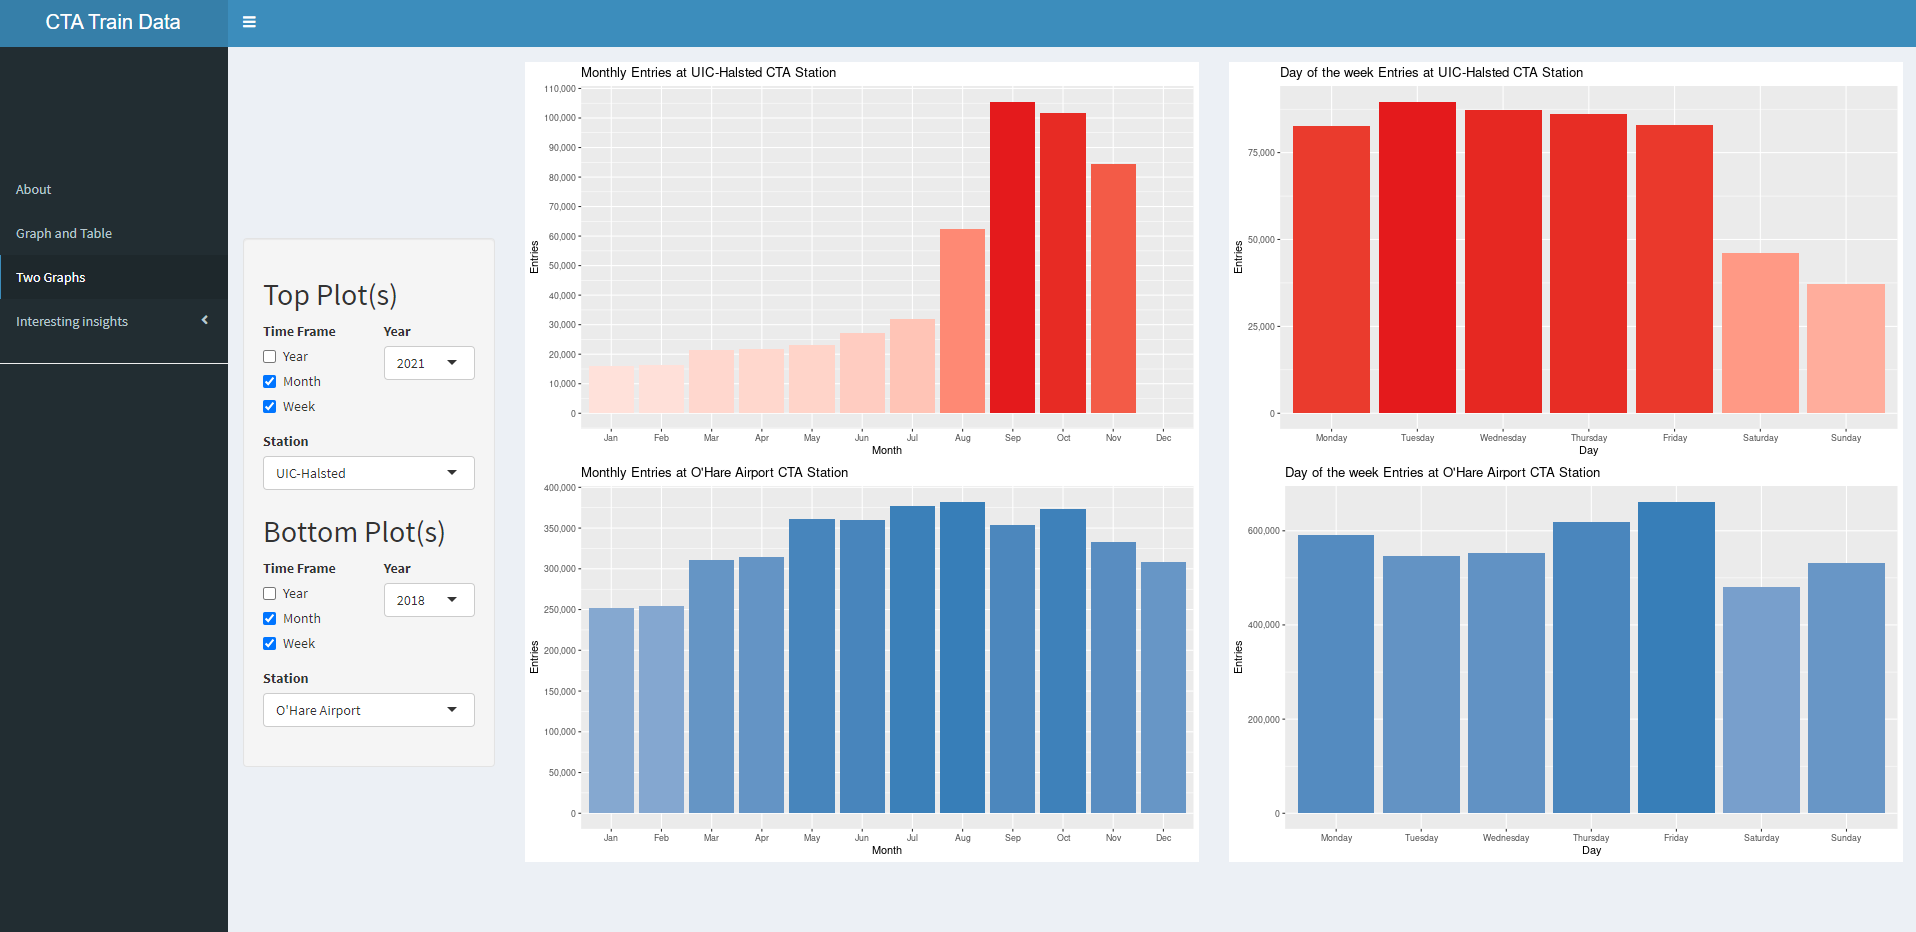 CTA Train Data
About
Graph and Table
Two Graphs
Interesting insights
Top Plot(s)
Time Frame
Year
Year
2021
Month
Week
Station
UIC-Halsted
Bottom Plot(s)
Time Frame
Year
Year
2018
Month
Week
Station
O'Hare Airport
Monthly Entries at UIC-Halsted CTA Station
110,000
100,000
90,000
80,000
70,000
60,000
50,000
40,000
30,000
20,000
10,000
0
Entries
Jan Feb Mar Apr May Jun Jul Aug Sep Oct Nov Dec
Month
Day of the week Entries at UIC-Halsted CTA Station
75,000
50,000
25,000
0
Entries
Monday Tuesday Wednesday Thursday Friday Saturday Sunday
Day
Monthly Entries at O'Hare Airport CTA Station
400,000
350,000
300,000
250,000
200,000
150,000
100,000
50,000
0
Entries
Jan Feb Mar Apr May Jun Jul Aug Sep Oct Nov Dec
Month
Day of the week Entries at O'Hare Airport CTA Station
600,000
400,000
200,000
0
Entries
Monday Tuesday Wednesday Thursday Friday Saturday Sunday
Day